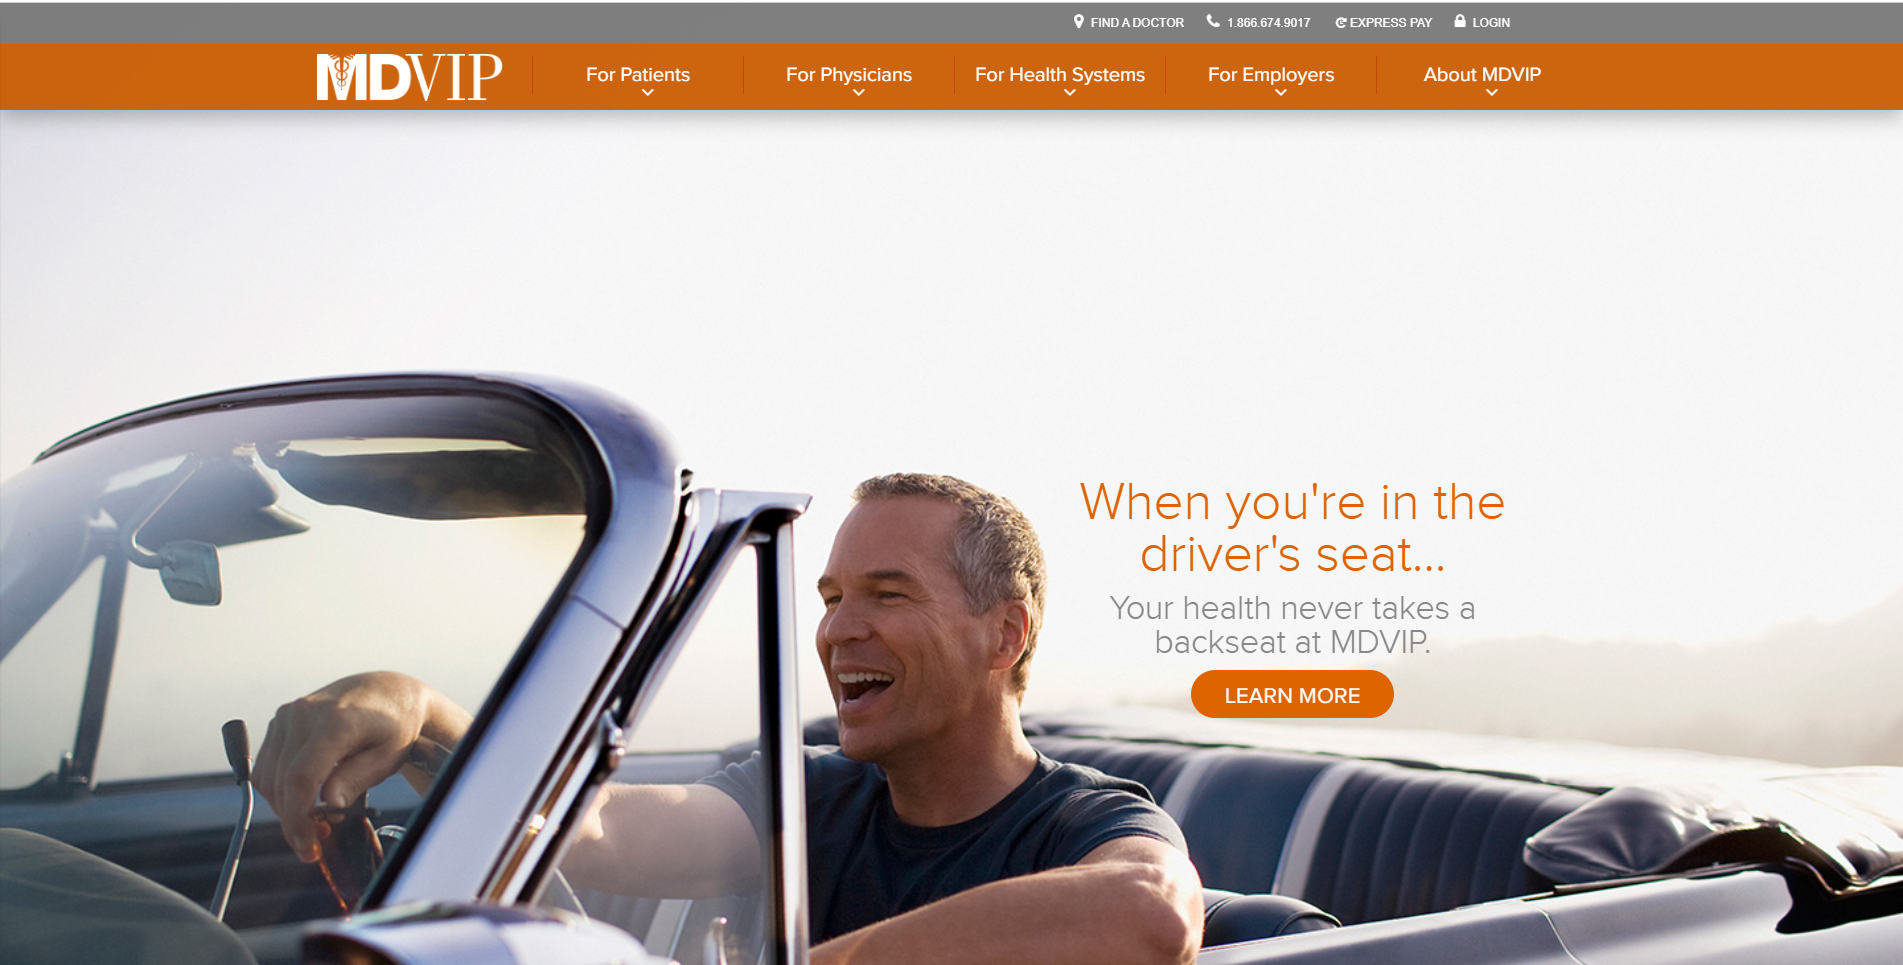 FIND A DOCTOR 1.866.674.9017 EXPRESS PAY LOGIN
MDVIP For Patients For Physicians For Health Systems For Employers About MDVIP
When you're in the
driver's seat...
Your health never takes a
backseat at MDVIP.
LEARN MORE